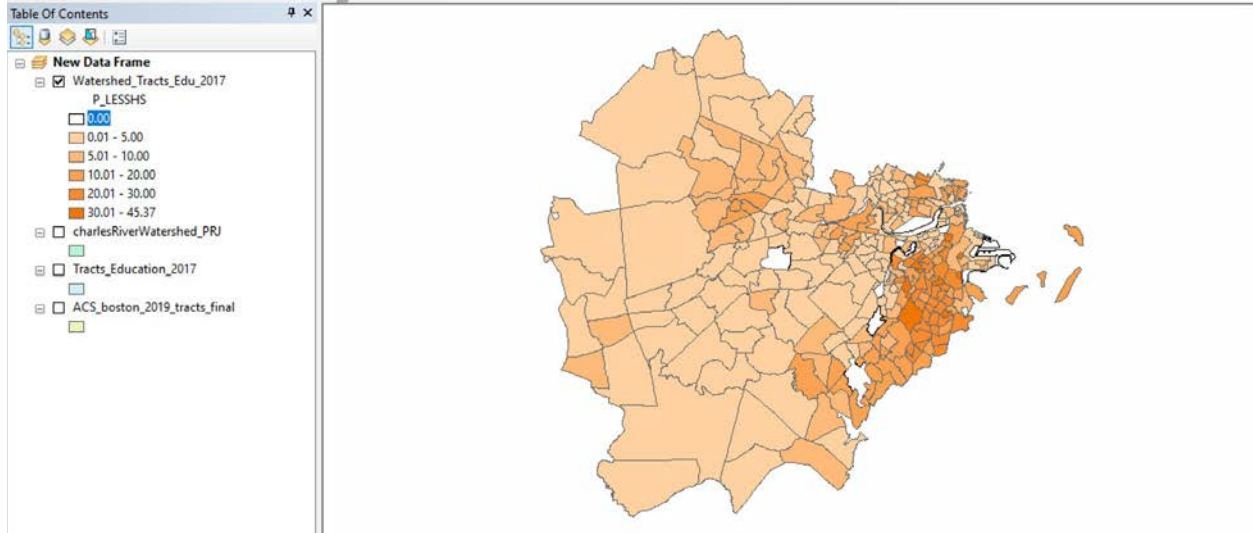 Table Of Contents
New Data Frame
Watershed_Tracts_Edu_2017
P_LESSHS
0.00
0.01 - 5.00
5.01 - 10.00
10.01 - 20.00
20.01 - 30.00
30.01 - 45.37
charlesRiverWatershed_PRJ
Tracts_Education_2017
ACS_boston_2019_tracts_final